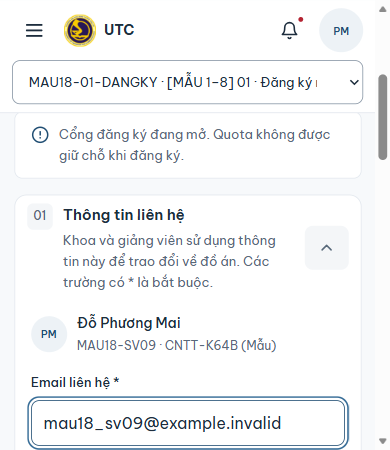 UTC
PM
MAU18-01-DANGKY · [MẪU 1–8] 01 · Đăng ký
Cổng đăng ký đang mở. Quota không được
giữ chỗ khi đăng ký.
01
Thông tin liên hệ
Khoa và giảng viên sử dụng thông
tin này để trao đổi về đồ án. Các
trường có * là bắt buộc.
PM
Đỗ Phương Mai
MAU18-SV09 · CNTT-K64B (Mẫu)
Email liên hệ *
mau18_sv09@example.invalid